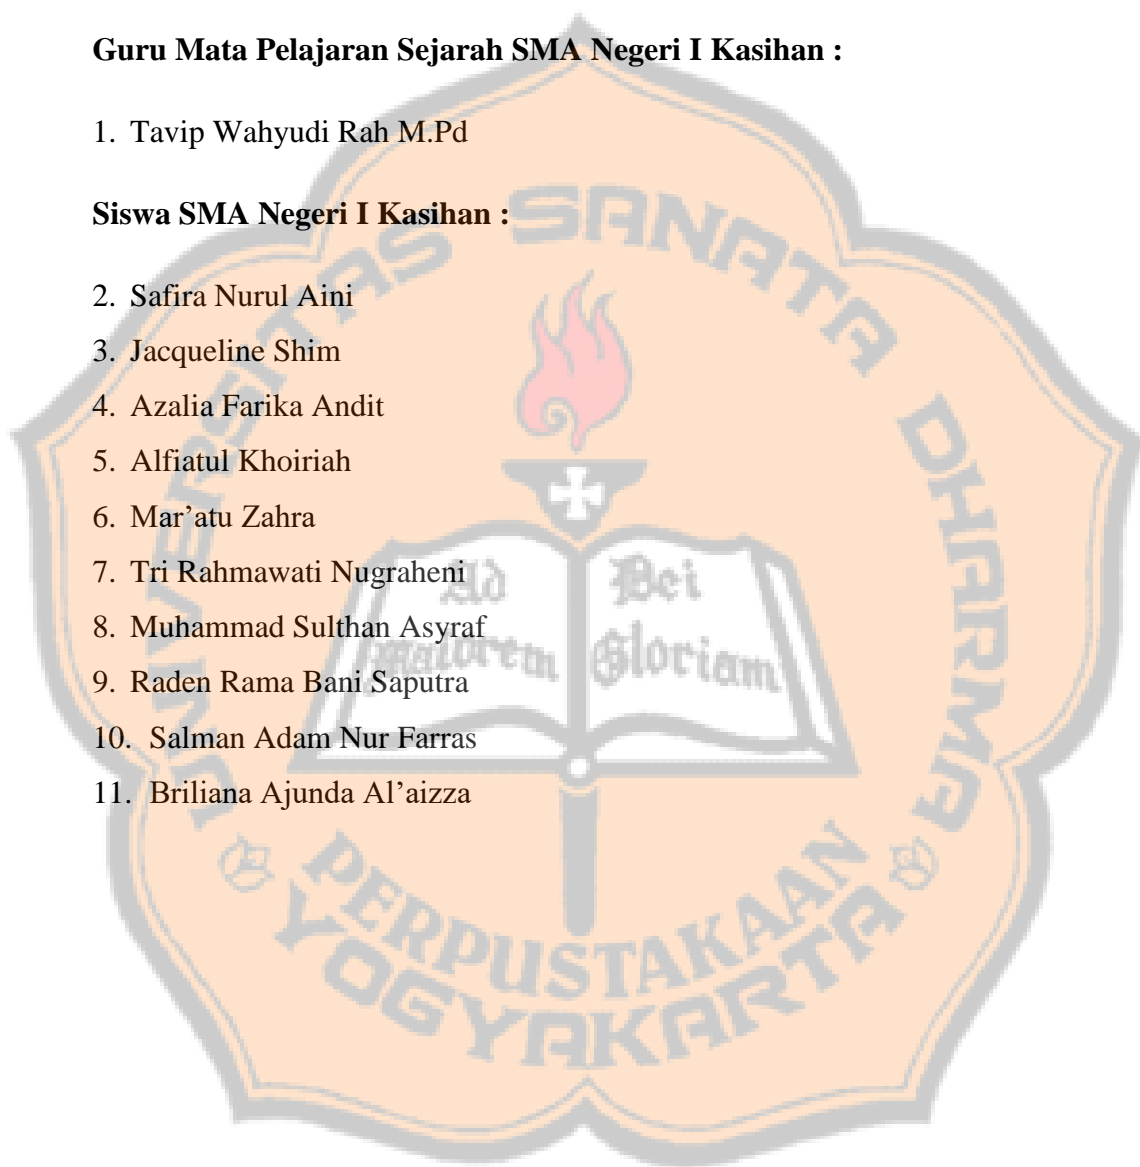 Guru Mata Pelajaran Sejarah SMA Negeri I Kasihan :
1. Tavip Wahyudi Rah M.Pd
Siswa SMA Negeri I Kasihan :
2. Safira Nurul Aini
3. Jacqueline Shim
4. Azalia Farika Andit
5. Alfiatul Khoiriah
6. Mar’atu Zahra
7. Tri Rahmawati Nugraheni
8. Muhammad Sulthan Asyraf
9. Raden Rama Bani Saputra
10. Salman Adam Nur Farras
11. Briliana Ajunda Al’aizza
UNIVERSITAS SANATA DHARMA
Ad Dei
Maiorem Gloriam
PERPUSTAKAAN
YOGYAKARTA